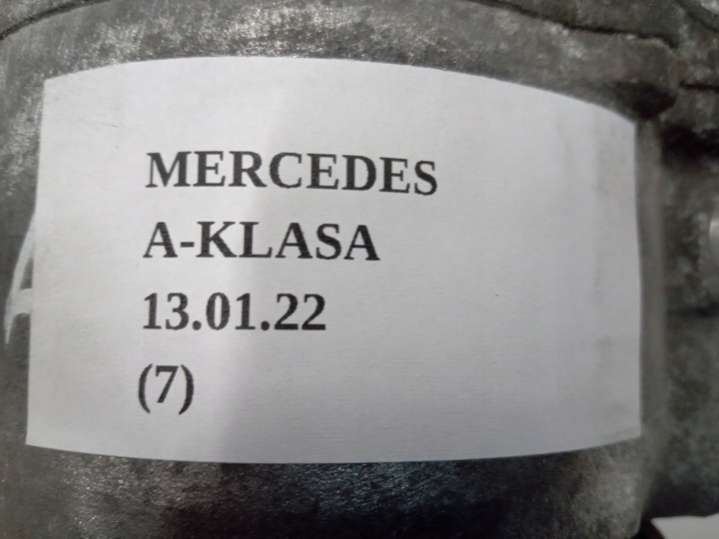 MERCEDES
A-KLASA
13.01.22
(7)